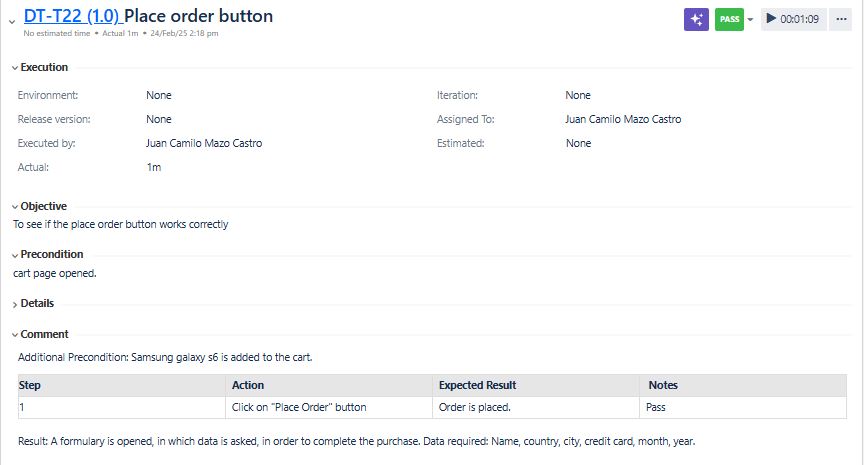 DT-T22 (1.0) Place order button
PASS
00:01:09
No estimated time • Actual 1m • 24/Feb/25 2:18 pm
Execution
Environment: None Iteration: None
Release version: None Assigned To: Juan Camilo Mazo Castro
Executed by: Juan Camilo Mazo Castro Estimated: None
Actual: 1m
Objective
To see if the place order button works correctly
Precondition
cart page opened.
Details
Comment
Additional Precondition: Samsung galaxy s6 is added to the cart.
Step Action Expected Result Notes
1 Click on "Place Order" button Order is placed. Pass
Result: A formulary is opened, in which data is asked, in order to complete the purchase. Data required: Name, country, city, credit card, month, year.